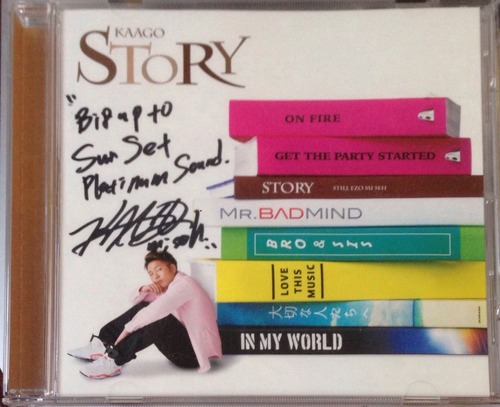 KAAGO
STORY
"Big up to
Sun Set
Platinum Sound.
ON FIRE
GET THE PARTY STARTED
STORY STILL EZO MI SEH
MR.BADMIND
BRO & SIS
LOVE
THIS
MUSIC
大切な人たちへ
IN MY WORLD